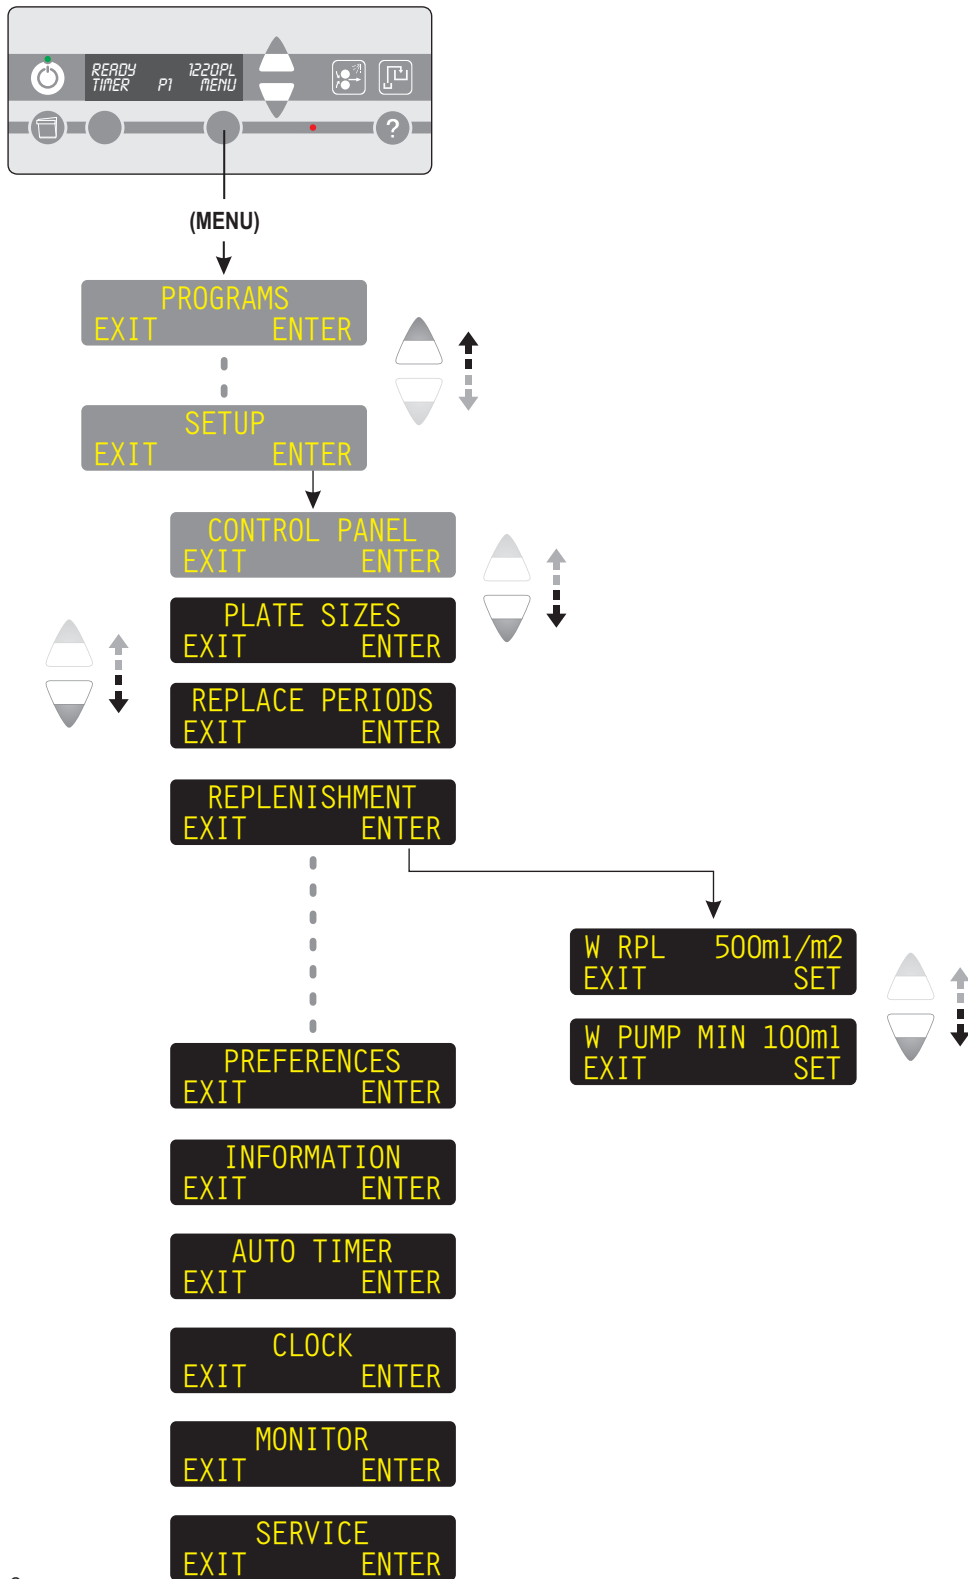 READY 1220PL
TIMER P1 MENU
?
(MENU)
PROGRAMS
EXIT ENTER
SETUP
EXIT ENTER
CONTROL PANEL
EXIT ENTER
PLATE SIZES
EXIT ENTER
REPLACE PERIODS
EXIT ENTER
REPLENISHMENT
EXIT ENTER
W RPL 500ml/m2
EXIT SET
W PUMP MIN 100ml
EXIT SET
PREFERENCES
EXIT ENTER
INFORMATION
EXIT ENTER
AUTO TIMER
EXIT ENTER
CLOCK
EXIT ENTER
MONITOR
EXIT ENTER
SERVICE
EXIT ENTER